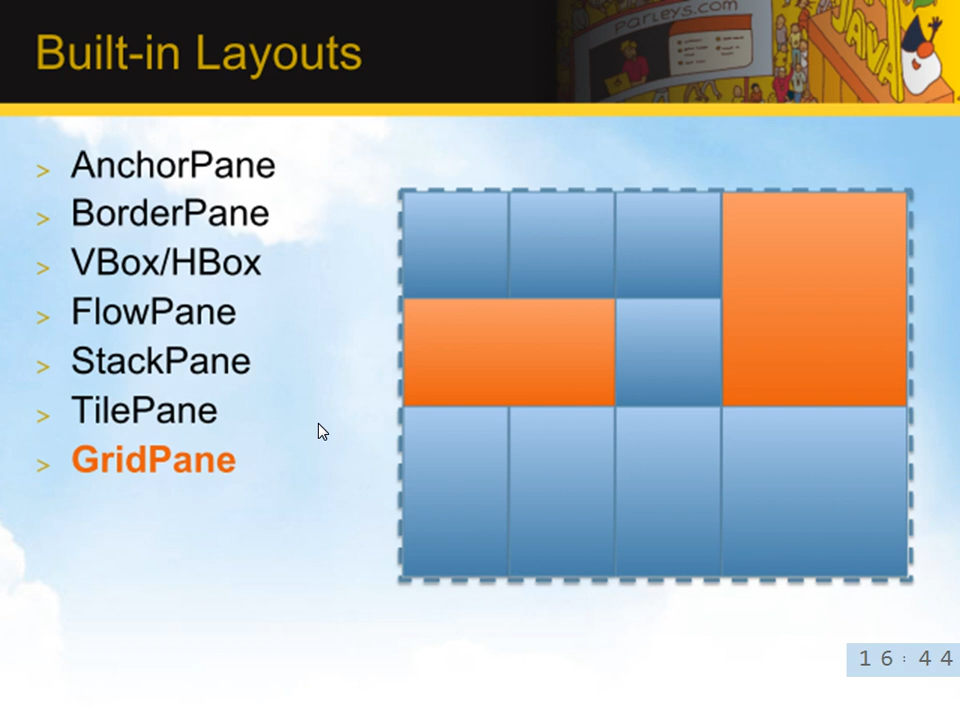 Built-in Layouts
parleys.com
JAVA
> AnchorPane
> BorderPane
> VBox/HBox
> FlowPane
> StackPane
> TilePane
> GridPane
16:44